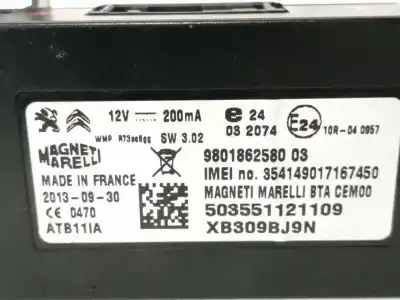 12V 200mA
e 24
03 2074
E24
10R-04 0957
WMP SW 3.02
MAGNETI
MARELLI
9801862580 03
IMEI no. 354149017167450
MADE IN FRANCE
MAGNETI MARELLI BTA CEM00
2013-09-30
503551121109
CE 0470
ATB11IA
XB309BJ9N